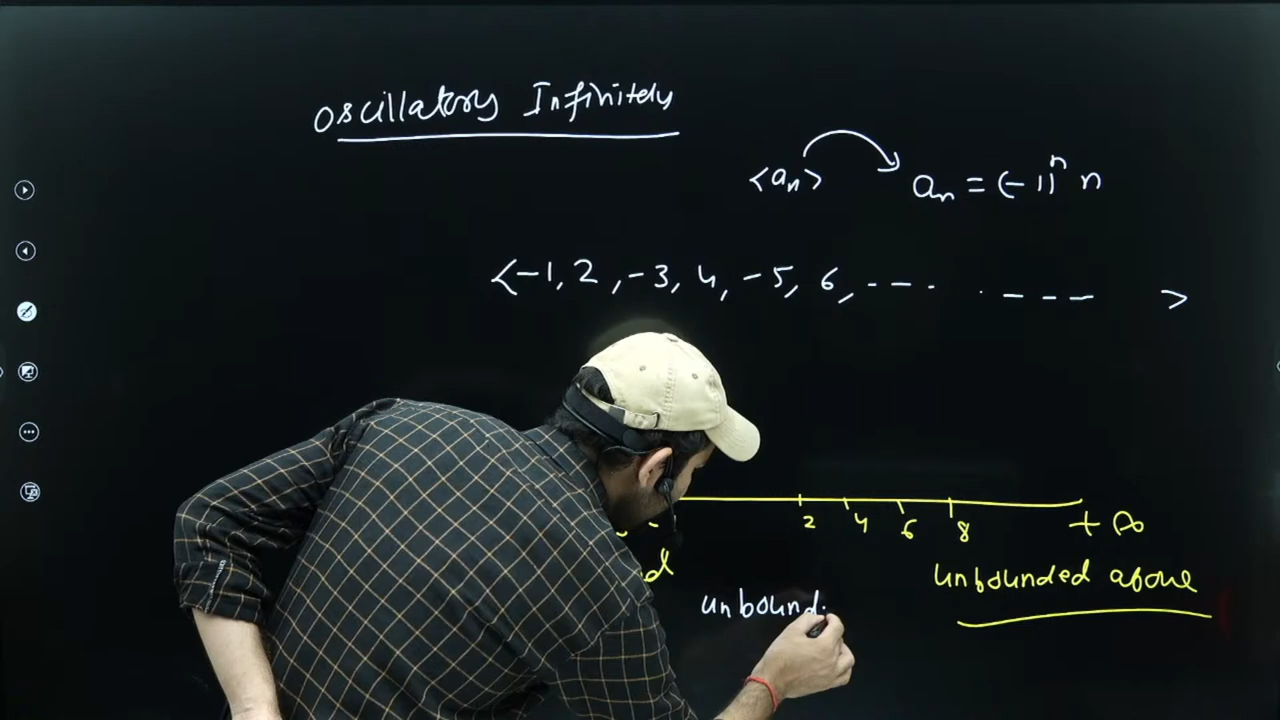 Oscillatory Infinitely
<aₙ> aₙ = (-1)ⁿ n
<-1, 2, -3, 4, -5, 6, --- . . --- >
2 4 6 8 + ∞
unbounded above
unbound